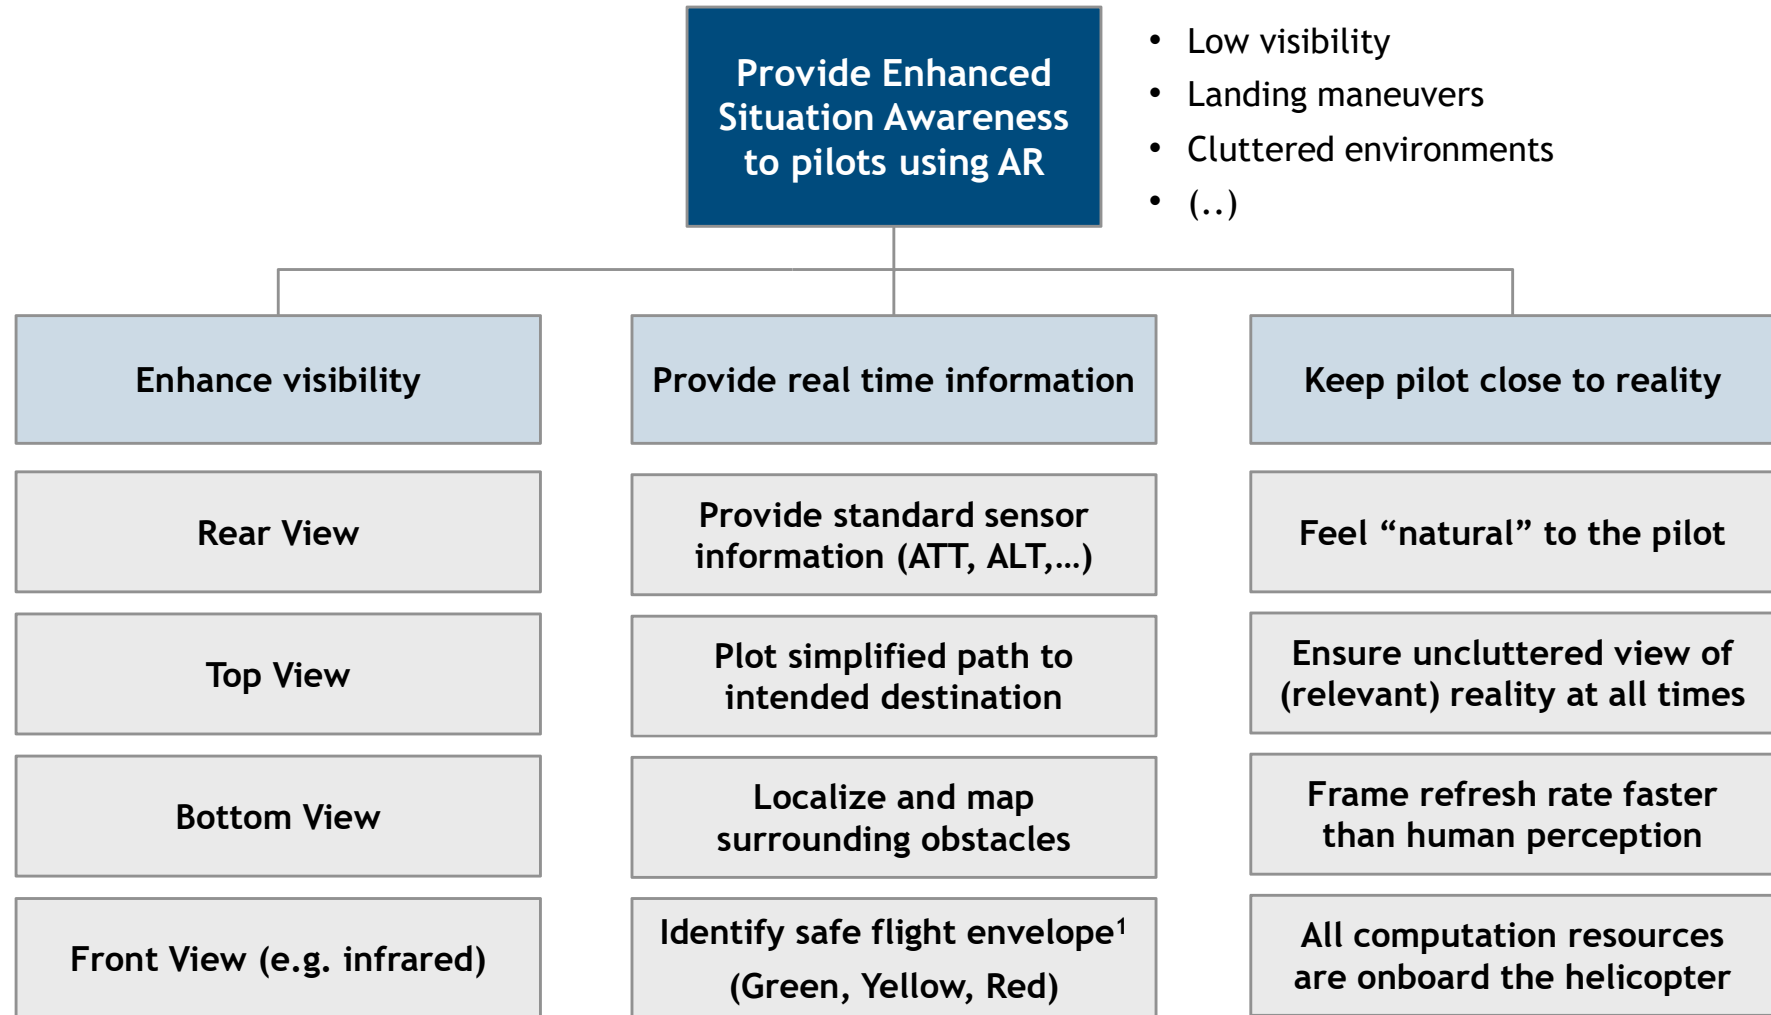 Provide Enhanced
Situation Awareness
to pilots using AR
• Low visibility
• Landing maneuvers
• Cluttered environments
• (..)
Enhance visibility
Rear View
Top View
Bottom View
Front View (e.g. infrared)
Provide real time information
Provide standard sensor
information (ATT, ALT,…)
Plot simplified path to
intended destination
Localize and map
surrounding obstacles
Identify safe flight envelope¹
(Green, Yellow, Red)
Keep pilot close to reality
Feel “natural” to the pilot
Ensure uncluttered view of
(relevant) reality at all times
Frame refresh rate faster
than human perception
All computation resources
are onboard the helicopter